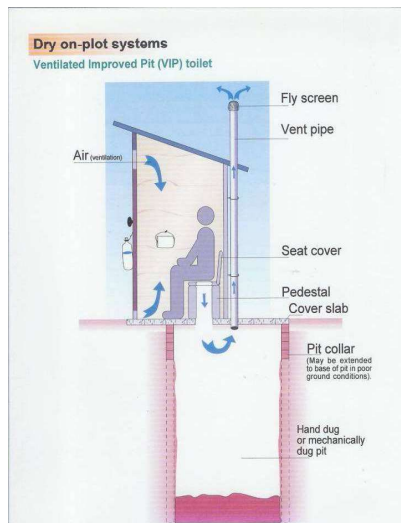 Dry on-plot systems
Ventilated Improved Pit (VIP) toilet
Fly screen
Vent pipe
Air (ventilation)
Seat cover
Pedestal
Cover slab
Pit collar
(May be extended
to base of pit in poor
ground conditions).
Hand dug
or mechanically
dug pit